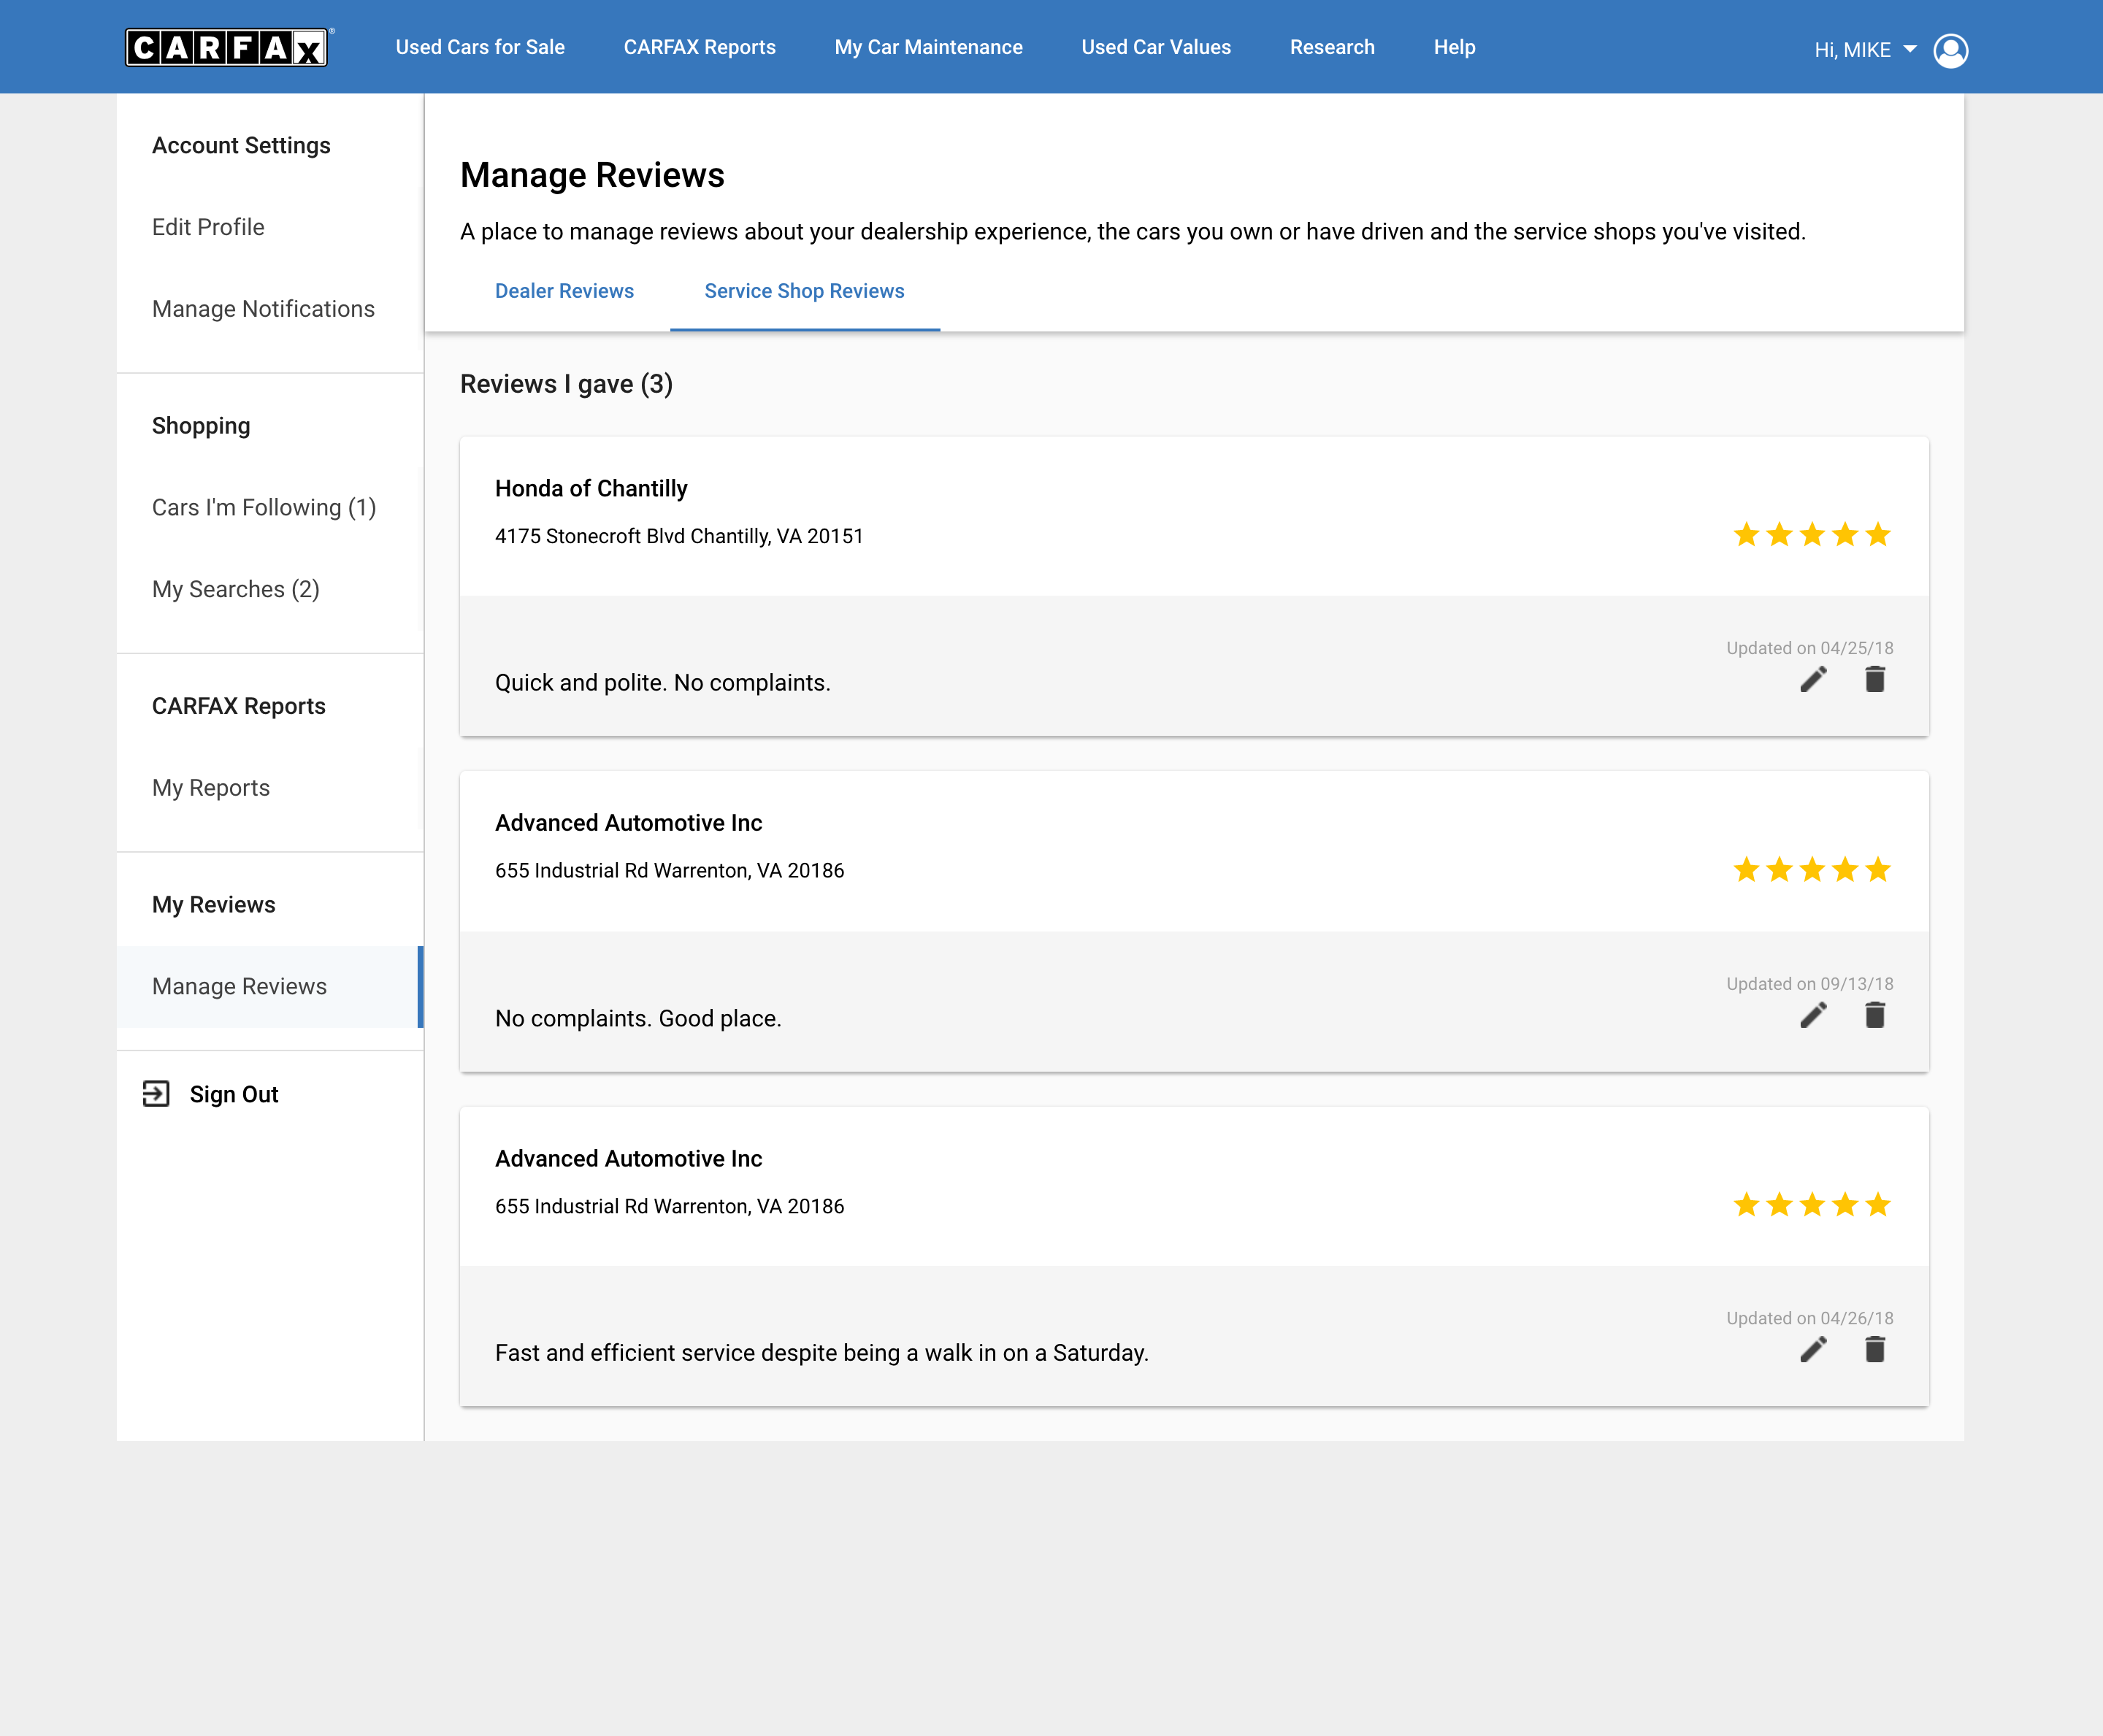 CARFAX®
Used Cars for Sale
CARFAX Reports
My Car Maintenance
Used Car Values
Research
Help
Hi, MIKE
Account Settings
Edit Profile
Manage Notifications
Shopping
Cars I'm Following (1)
My Searches (2)
CARFAX Reports
My Reports
My Reviews
Manage Reviews
Sign Out
Manage Reviews
A place to manage reviews about your dealership experience, the cars you own or have driven and the service shops you've visited.
Dealer Reviews
Service Shop Reviews
Reviews I gave (3)
Honda of Chantilly
4175 Stonecroft Blvd Chantilly, VA 20151
Updated on 04/25/18
Quick and polite. No complaints.
Advanced Automotive Inc
655 Industrial Rd Warrenton, VA 20186
Updated on 09/13/18
No complaints. Good place.
Advanced Automotive Inc
655 Industrial Rd Warrenton, VA 20186
Updated on 04/26/18
Fast and efficient service despite being a walk in on a Saturday.